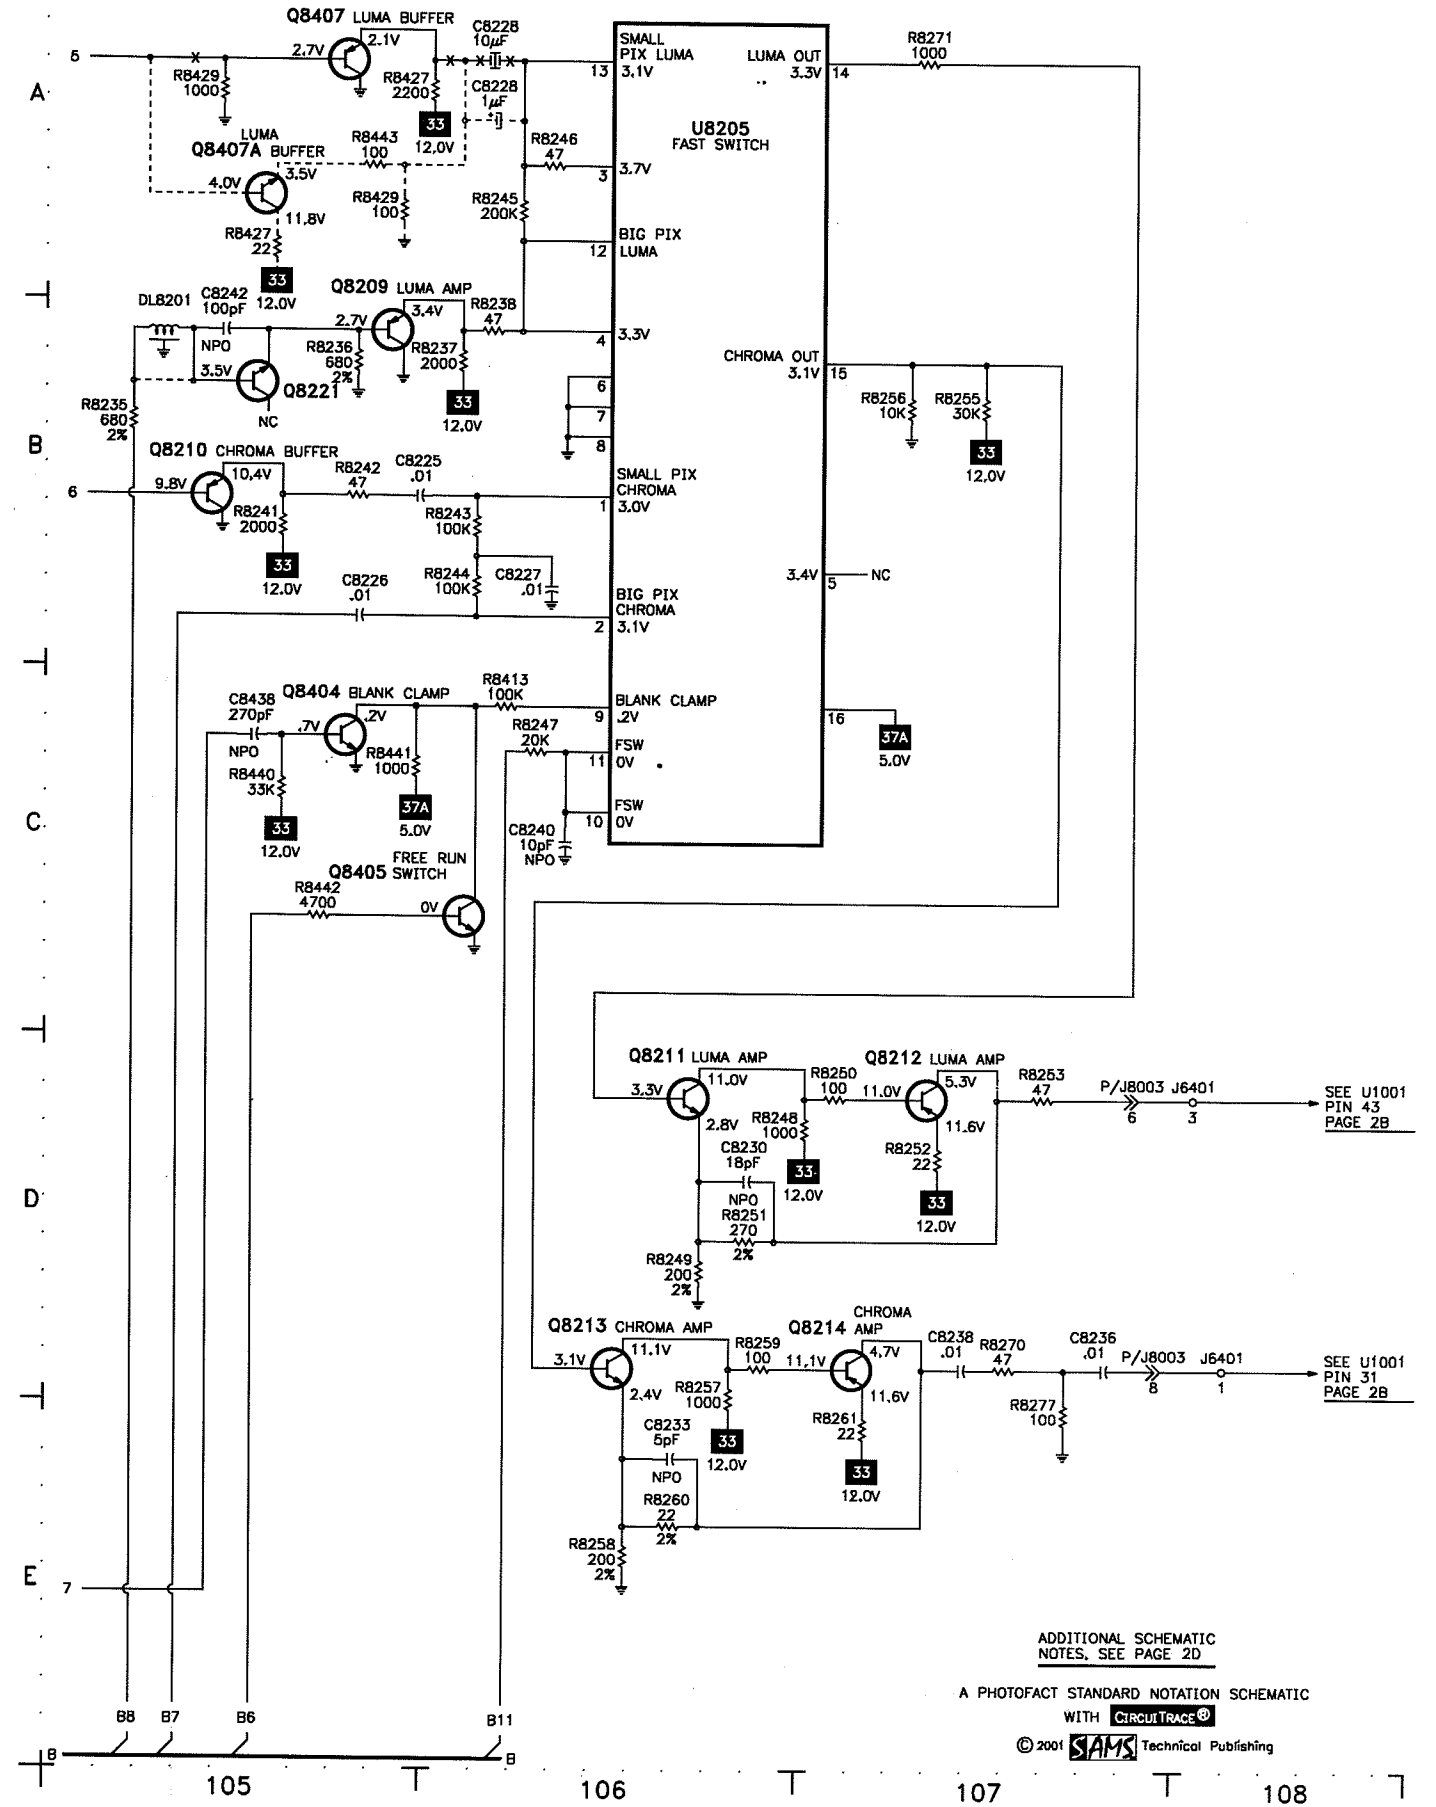 Q8407 LUMA BUFFER
C8228
10µF
2.1V
5
2.7V
R8429
1000
R8427
2200
33
12.0V
C8228
1µF
SMALL
PIX LUMA
13 3.1V
LUMA OUT
3.3V 14
R8271
1000
A
LUMA
Q8407A BUFFER
R8443
100
3.5V
4.0V
11.8V
R8429
100
R8427
22
33
12.0V
R8246
47
3 3.7V
R8245
200K
U8205
FAST SWITCH
BIG PIX
12 LUMA
DL8201
C8242
100pF
NPO
Q8209 LUMA AMP
3.4V
2.7V
R8238
47
R8236
680
2%
R8237
2000
33
12.0V
4 3.3V
3.5V
Q8221
NC
6
7
8
CHROMA OUT
3.1V 15
R8256
10K
R8255
30K
33
12.0V
R8235
680
2%
B
Q8210 CHROMA BUFFER
10.4V
6
9.8V
R8241
2000
33
12.0V
R8242
47
C8225
.01
SMALL PIX
CHROMA
1 3.0V
R8243
100K
R8244
100K
C8227
.01
C8226
.01
3.4V 5 NC
BIG PIX
CHROMA
2 3.1V
Q8404 BLANK CLAMP
C8438
270pF
NPO
.7V
.2V
R8440
33K
33
12.0V
R8441
1000
37A
5.0V
R8413
100K
BLANK CLAMP
9 .2V
R8247
20K
FSW
11 0V
FSW
10 0V
C8240
10pF
NPO
16
37A
5.0V
C
FREE RUN
Q8405 SWITCH
R8442
4700
0V
Q8211 LUMA AMP
11.0V
3.3V
2.8V
R8250
100
R8248
1000
33
12.0V
C8230
18pF
NPO
R8251
270
2%
R8249
200
2%
Q8212 LUMA AMP
11.0V
5.3V
11.6V
R8252
22
33
12.0V
R8253
47
P/J8003 J6401
6 3
SEE U1001
PIN 43
PAGE 2B
D
Q8213 CHROMA AMP
11.1V
3.1V
2.4V
R8259
100
R8257
1000
33
12.0V
C8233
5pF
NPO
R8260
22
2%
R8258
200
2%
CHROMA
Q8214 AMP
11.1V
4.7V
11.6V
R8261
22
33
12.0V
C8238
.01
R8270
47
C8236
.01
R8277
100
P/J8003 J6401
8 1
SEE U1001
PIN 31
PAGE 2B
E
7
ADDITIONAL SCHEMATIC
NOTES, SEE PAGE 2D
A PHOTOFACT STANDARD NOTATION SCHEMATIC
WITH CIRCUITRACE®
© 2001 SAMS Technical Publishing
B8 B7 B6 B11
B B
105 106 107 108